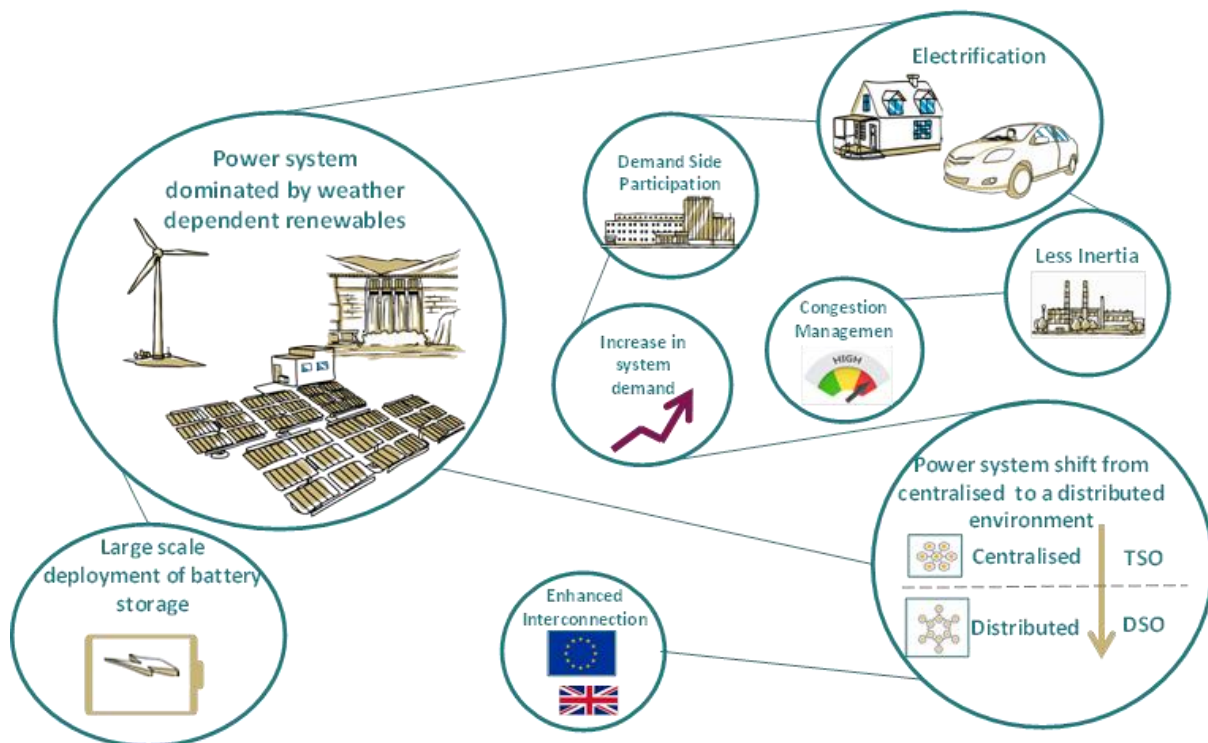 Power system
dominated by weather
dependent renewables
Electrification
Demand Side
Participation
Less Inertia
Congestion
Managemen
HIGH
Increase in
system
demand
Power system shift from
centralised to a distributed
environment
Centralised
TSO
Distributed
DSO
Large scale
deployment of battery
storage
Enhanced
Interconnection